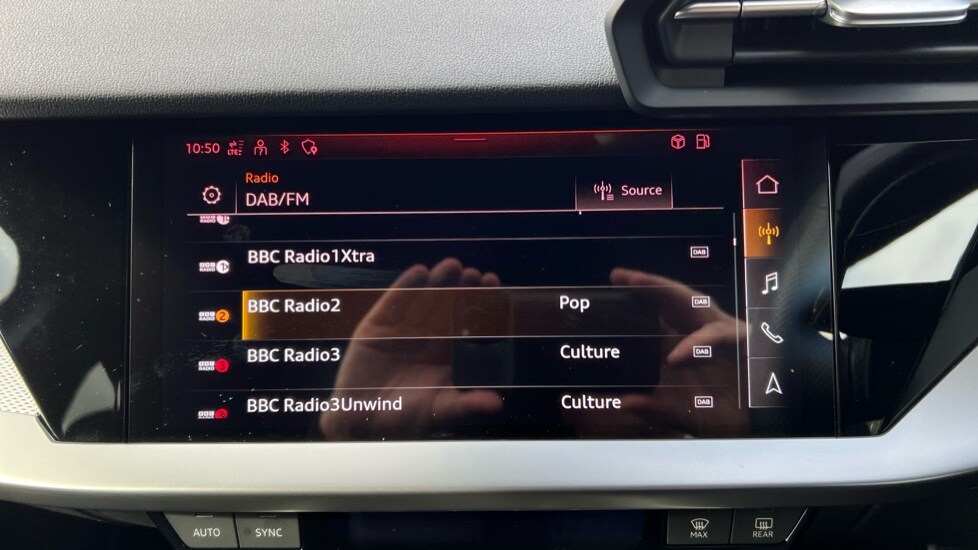 10:50 LTE
Radio
DAB/FM
Source
BBC Radio1Xtra DAB
BBC Radio2 Pop DAB
BBC Radio3 Culture DAB
BBC Radio3Unwind Culture DAB
AUTO SYNC MAX REAR